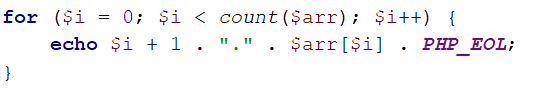 for ($i = 0; $i < count($arr); $i++) {
    echo $i + 1 . "." . $arr[$i] . PHP_EOL;
}